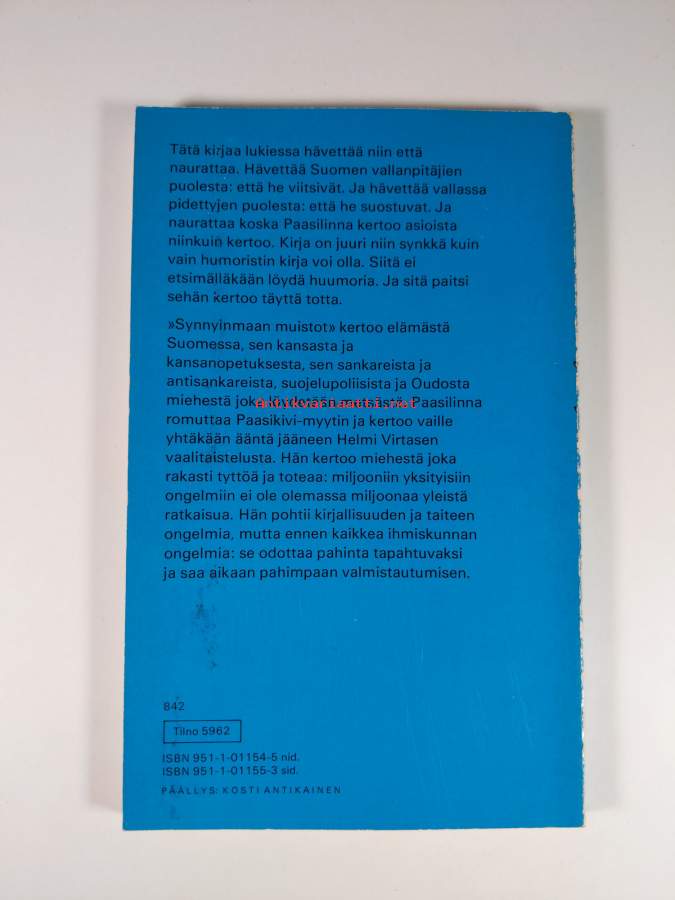 Tätä kirjaa lukiessa hävettää niin että
naurattaa. Hävettää Suomen vallanpitäjien
puolesta: että he viitsivät. Ja hävettää vallassa
pidettyjen puolesta: että he suostuvat. Ja
naurattaa koska Paasilinna kertoo asioista
niinkuin kertoo. Kirja on juuri niin synkkä kuin
vain humoristin kirja voi olla. Siitä ei
etsimälläkään löydä huumoria. Ja sitä paitsi
sehän kertoo täyttä totta.
»Synnyinmaan muistot» kertoo elämästä
Suomessa, sen kansasta ja
kansanopetuksesta, sen sankareista ja
antisankareista, suojelupoliisista ja Oudosta
miehestä joka löydetään metsästä. Paasilinna
antikvariaatti.net
romuttaa Paasikivi-myytin ja kertoo vaille
yhtäkään ääntä jääneen Helmi Virtasen
vaalitaistelusta. Hän kertoo miehestä joka
rakasti tyttöä ja toteaa: miljooniin yksityisiin
ongelmiin ei ole olemassa miljoonaa yleistä
ratkaisua. Hän pohtii kirjallisuuden ja taiteen
ongelmia, mutta ennen kaikkea ihmiskunnan
ongelmia: se odottaa pahinta tapahtuvaksi
ja saa aikaan pahimpaan valmistautumisen.
842
Tilno 5962
ISBN 951-1-01154-5 nid.
ISBN 951-1-01155-3 sid.
PÄÄLLYS: KOSTI ANTIKAINEN